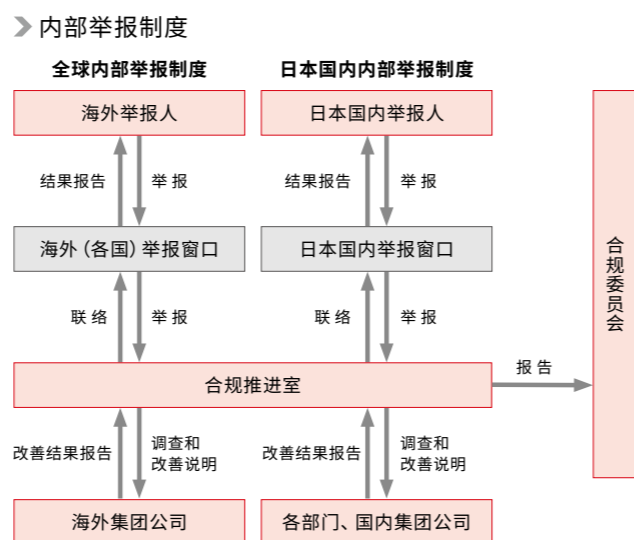 内部举报制度
全球内部举报制度
日本国内内部举报制度
海外举报人
日本国内举报人
结果报告
举报
结果报告
举报
海外（各国）举报窗口
日本国内举报窗口
合规委员会
联络
举报
联络
举报
报告
合规推进室
改善结果报告
调查和
改善说明
改善结果报告
调查和
改善说明
海外集团公司
各部门、国内集团公司